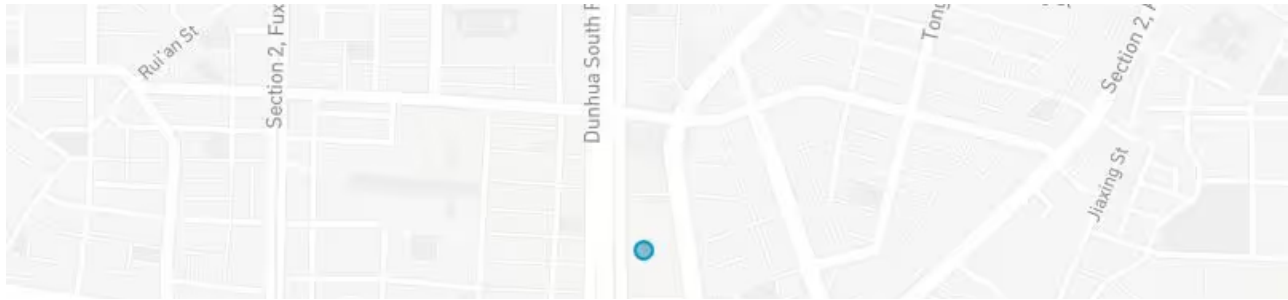 Rui'an St
Section 2, Fux
Dunhua South R
Tong
Section 2,
Jiaxing St